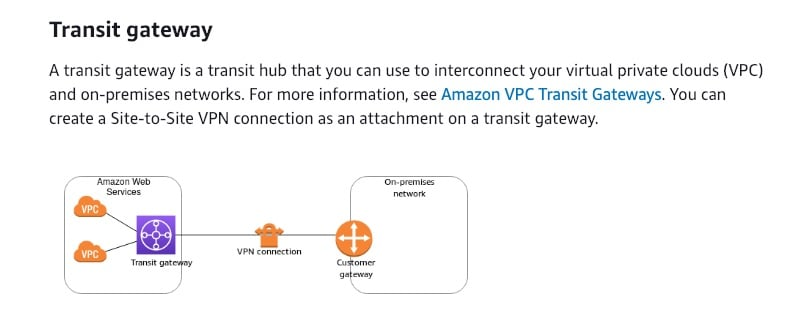 Transit gateway
A transit gateway is a transit hub that you can use to interconnect your virtual private clouds (VPC)
and on-premises networks. For more information, see Amazon VPC Transit Gateways. You can
create a Site-to-Site VPN connection as an attachment on a transit gateway.
Amazon Web
Services
VPC
VPC
Transit gateway
VPN connection
On-premises
network
Customer
gateway